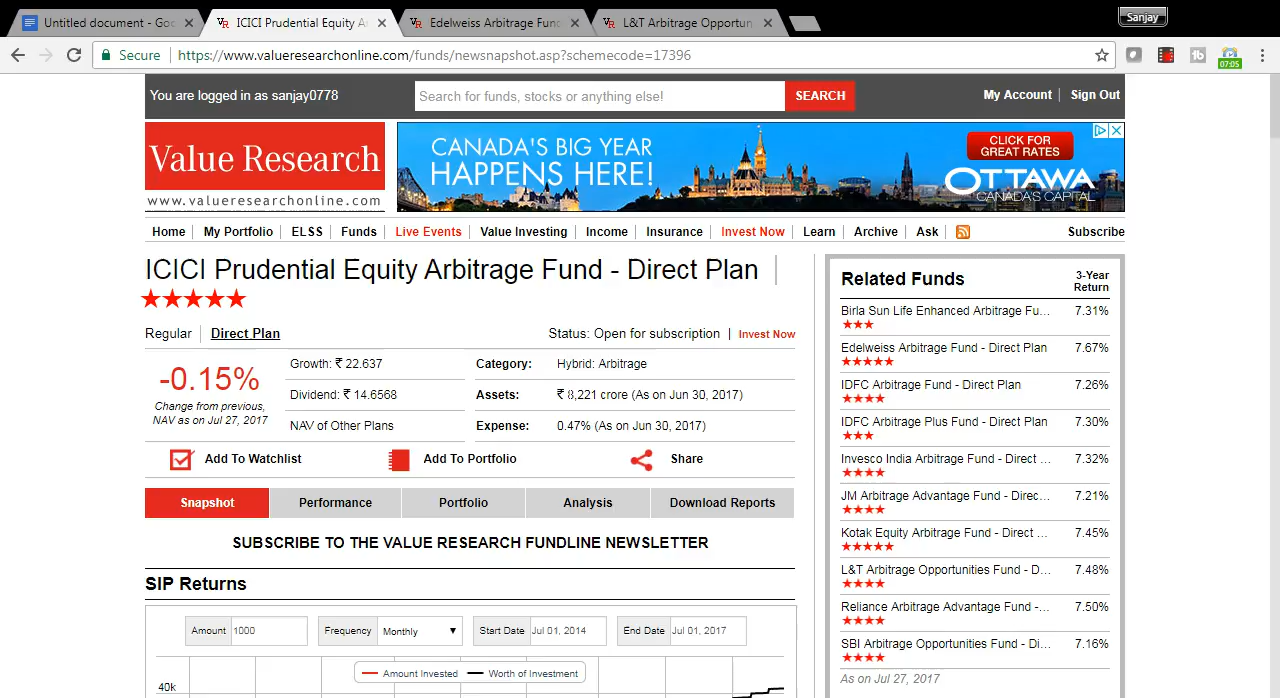 Untitled document - Goo
ICICI Prudential Equity A
Edelweiss Arbitrage Fun
L&T Arbitrage Opportun
Sanjay
Secure
https://www.valueresearchonline.com/funds/newsnapshot.asp?schemecode=17396
07:05
You are logged in as sanjay0778
Search for funds, stocks or anything else!
SEARCH
My Account
Sign Out
Value Research
www.valueresearchonline.com
CANADA'S BIG YEAR
HAPPENS HERE!
CLICK FOR
GREAT RATES
OTTAWA
CANADA'S CAPITAL
Home
My Portfolio
ELSS
Funds
Live Events
Value Investing
Income
Insurance
Invest Now
Learn
Archive
Ask
Subscribe
ICICI Prudential Equity Arbitrage Fund - Direct Plan
Regular
Direct Plan
Status: Open for subscription | Invest Now
-0.15%
Change from previous,
NAV as on Jul 27, 2017
Growth: ₹ 22.637
Dividend: ₹ 14.6568
NAV of Other Plans
Category: Hybrid: Arbitrage
Assets: ₹ 8,221 crore (As on Jun 30, 2017)
Expense: 0.47% (As on Jun 30, 2017)
Add To Watchlist
Add To Portfolio
Share
Snapshot
Performance
Portfolio
Analysis
Download Reports
SUBSCRIBE TO THE VALUE RESEARCH FUNDLINE NEWSLETTER
SIP Returns
Amount 1000
Frequency Monthly
Start Date Jul 01, 2014
End Date Jul 01, 2017
Amount Invested
Worth of Investment
40k
Related Funds
3-Year
Return
Birla Sun Life Enhanced Arbitrage Fu... 7.31%
Edelweiss Arbitrage Fund - Direct Plan 7.67%
IDFC Arbitrage Fund - Direct Plan 7.26%
IDFC Arbitrage Plus Fund - Direct Plan 7.30%
Invesco India Arbitrage Fund - Direct ... 7.32%
JM Arbitrage Advantage Fund - Direc... 7.21%
Kotak Equity Arbitrage Fund - Direct ... 7.45%
L&T Arbitrage Opportunities Fund - D... 7.48%
Reliance Arbitrage Advantage Fund -... 7.50%
SBI Arbitrage Opportunities Fund - Di... 7.16%
As on Jul 27, 2017